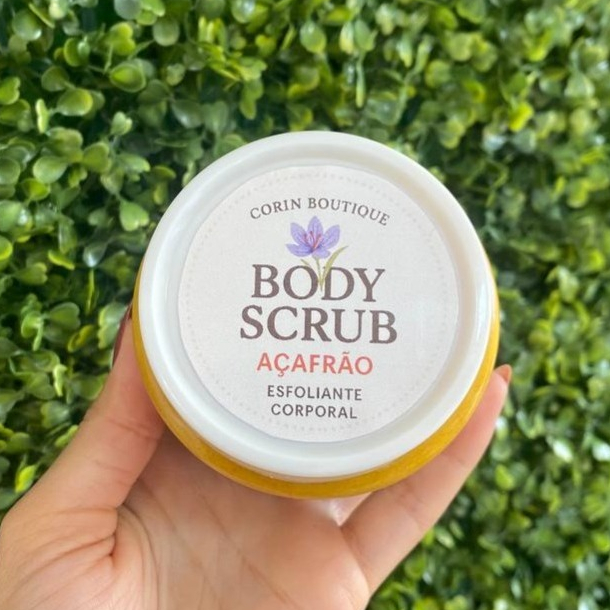 CORIN BOUTIQUE
BODY
SCRUB
AÇAFRÃO
ESFOLIANTE
CORPORAL